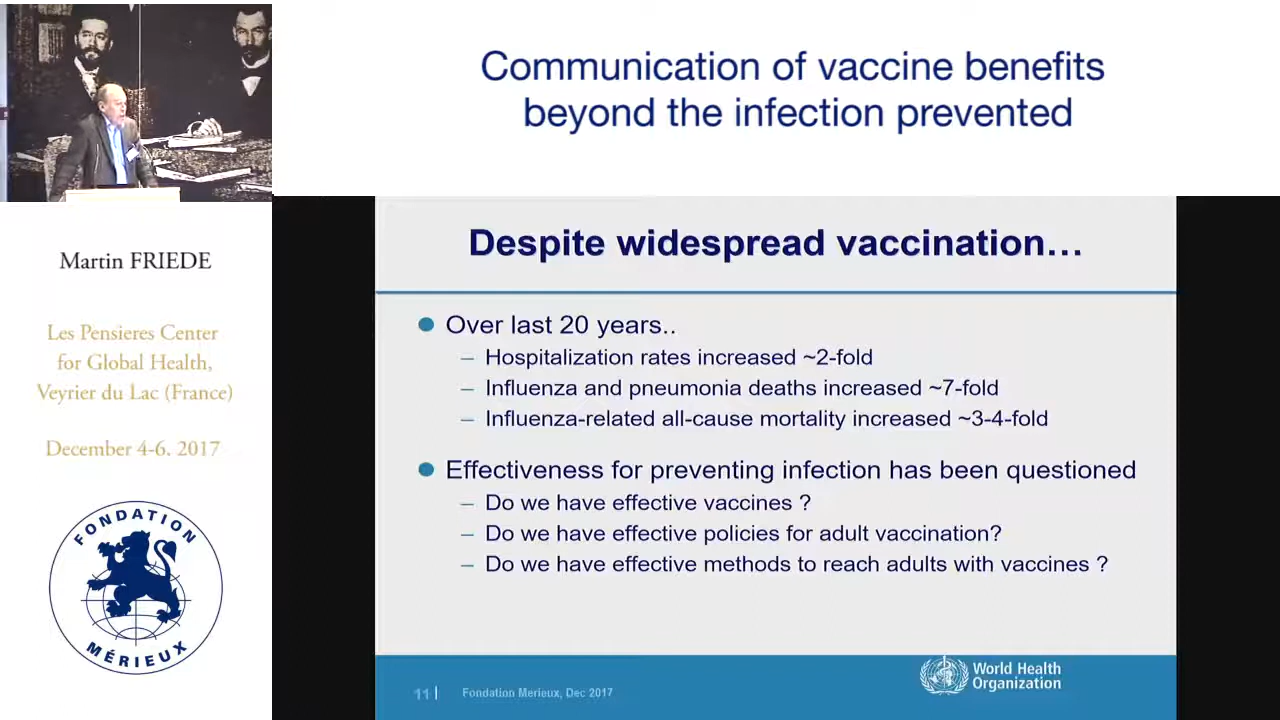 Communication of vaccine benefits
beyond the infection prevented
Martin FRIEDE
Les Pensieres Center
for Global Health,
Veyrier du Lac (France)
December 4-6, 2017
FONDATION
MÉRIEUX
Despite widespread vaccination…
Over last 20 years..
– Hospitalization rates increased ~2-fold
– Influenza and pneumonia deaths increased ~7-fold
– Influenza-related all-cause mortality increased ~3-4-fold
Effectiveness for preventing infection has been questioned
– Do we have effective vaccines ?
– Do we have effective policies for adult vaccination?
– Do we have effective methods to reach adults with vaccines ?
11 | Fondation Merieux, Dec 2017
World Health
Organization